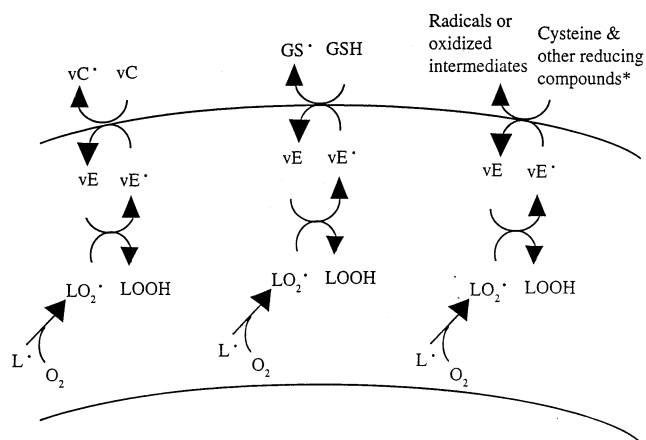 Radicals or
oxidized
intermediates
Cysteine &
other reducing
compounds*
GS• GSH
vC• vC
vE vE•
vE vE•
vE vE•
LO₂• LOOH
LO₂• LOOH
LO₂• LOOH
L•
O₂
L•
O₂
L•
O₂